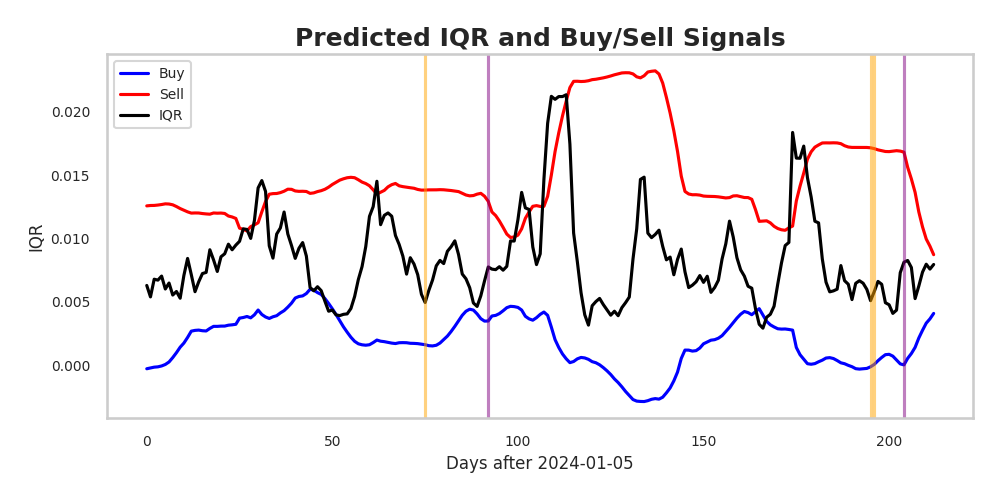 Predicted IQR and Buy/Sell Signals
Buy
Sell
IQR
IQR
0.020
0.015
0.010
0.005
0.000
0 50 100 150 200
Days after 2024-01-05